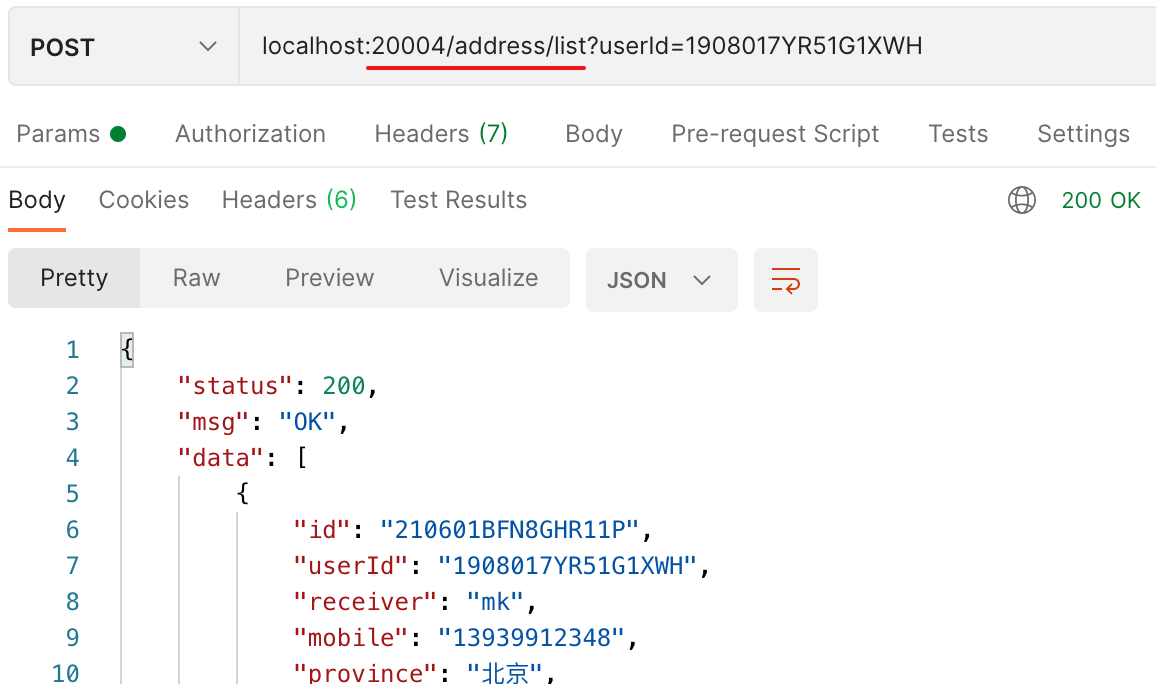 POST localhost:20004/address/list?userId=1908017YR51G1XWH
Params Authorization Headers (7) Body Pre-request Script Tests Settings
Body Cookies Headers (6) Test Results 200 OK
Pretty Raw Preview Visualize JSON
1 {
2 "status": 200,
3 "msg": "OK",
4 "data": [
5 {
6 "id": "210601BFN8GHR11P",
7 "userId": "1908017YR51G1XWH",
8 "receiver": "mk",
9 "mobile": "13939912348",
10 "province": "北京",